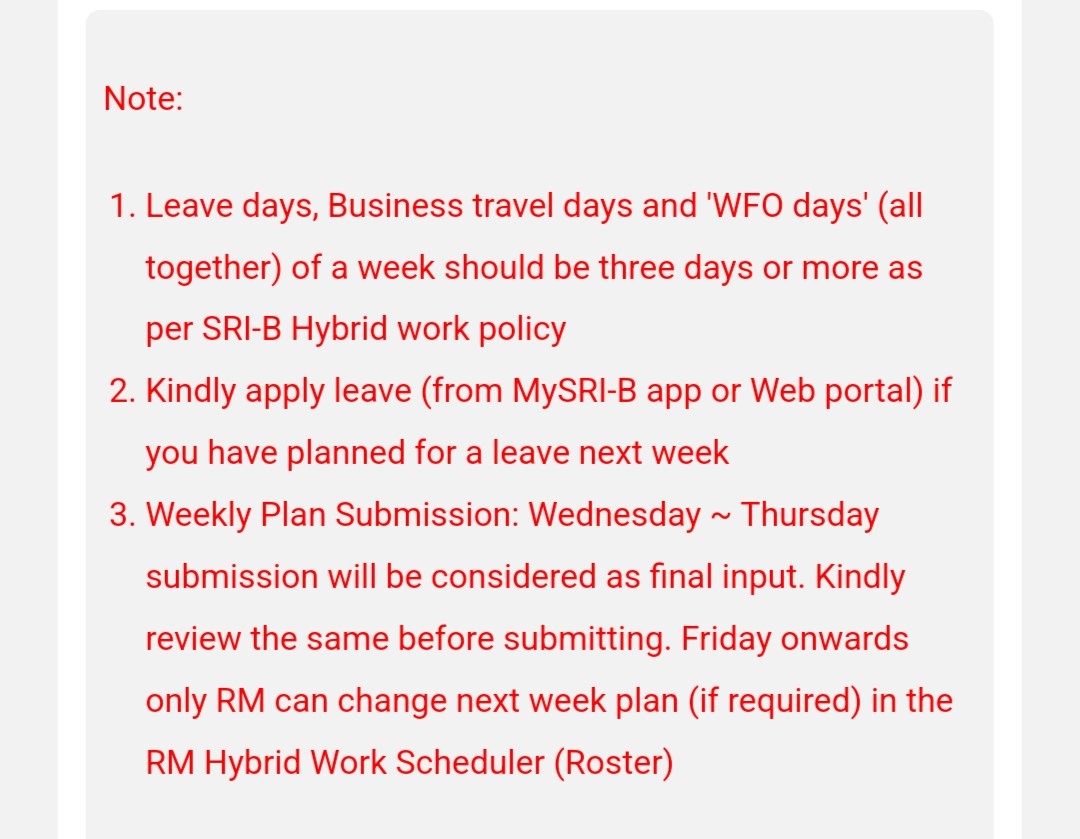 Note:
1. Leave days, Business travel days and 'WFO days' (all
together) of a week should be three days or more as
per SRI-B Hybrid work policy
2. Kindly apply leave (from MySRI-B app or Web portal) if
you have planned for a leave next week
3. Weekly Plan Submission: Wednesday ~ Thursday
submission will be considered as final input. Kindly
review the same before submitting. Friday onwards
only RM can change next week plan (if required) in the
RM Hybrid Work Scheduler (Roster)